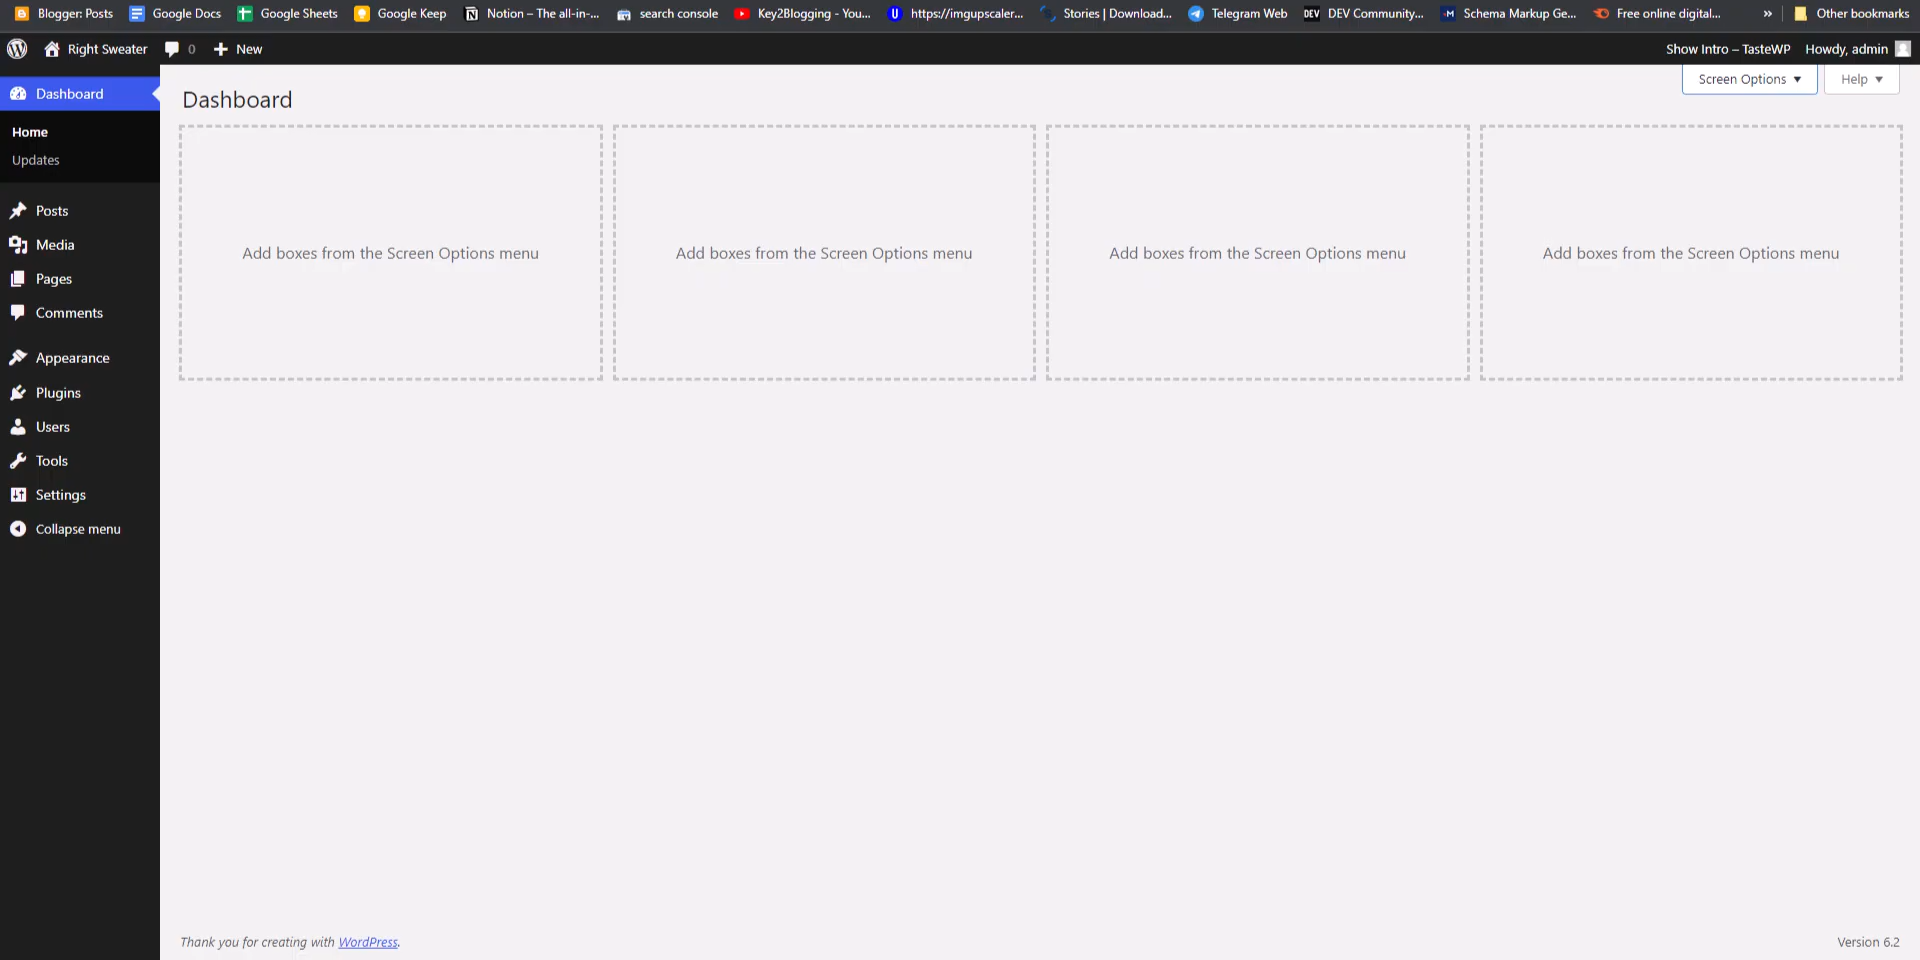 Blogger: Posts Google Docs Google Sheets Google Keep Notion – The all-in-... search console Key2Blogging - You... https://imgupscaler... Stories | Download... Telegram Web DEV Community... Schema Markup Ge... Free online digital... » Other bookmarks
Right Sweater 0 New Show Intro – TasteWP Howdy, admin
Screen Options ▼ Help ▼
Dashboard
Home
Updates
Posts
Media
Pages
Comments
Appearance
Plugins
Users
Tools
Settings
Collapse menu
Dashboard
Add boxes from the Screen Options menu
Add boxes from the Screen Options menu
Add boxes from the Screen Options menu
Add boxes from the Screen Options menu
Thank you for creating with WordPress.
Version 6.2